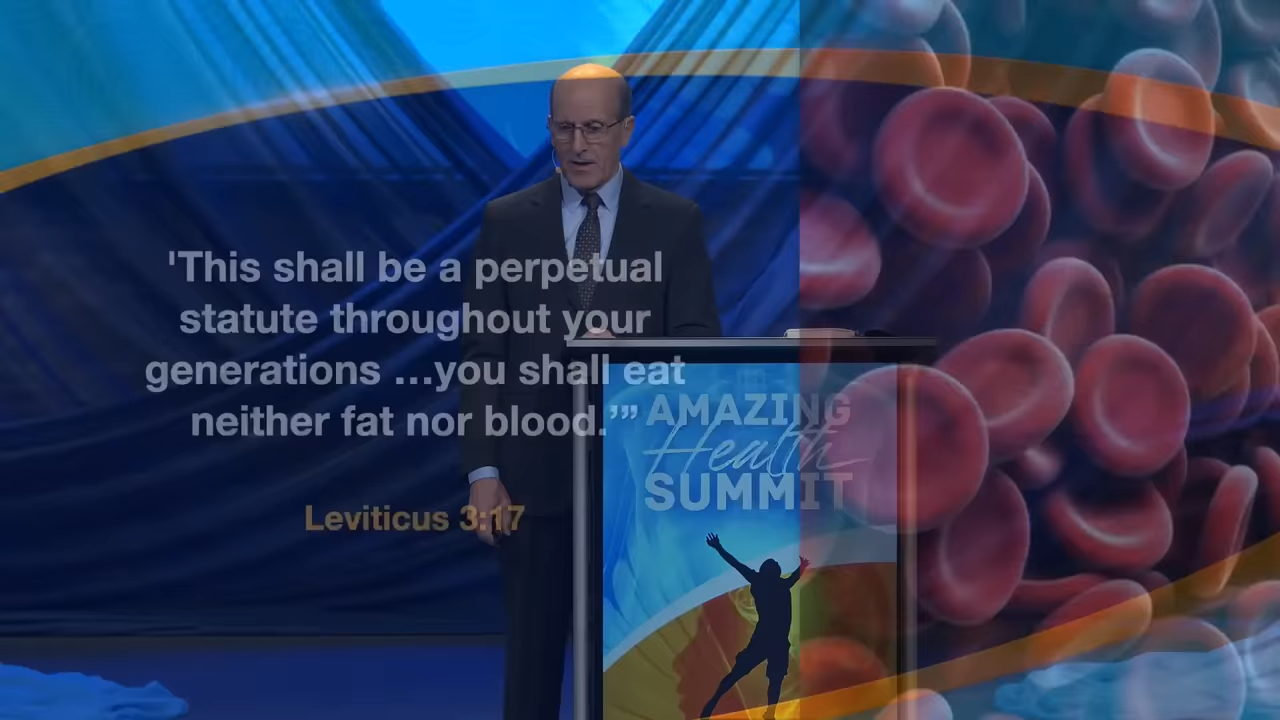 'This shall be a perpetual
statute throughout your
generations ...you shall eat
neither fat nor blood.'”
Leviticus 3:17
AMAZING
Health
SUMMIT